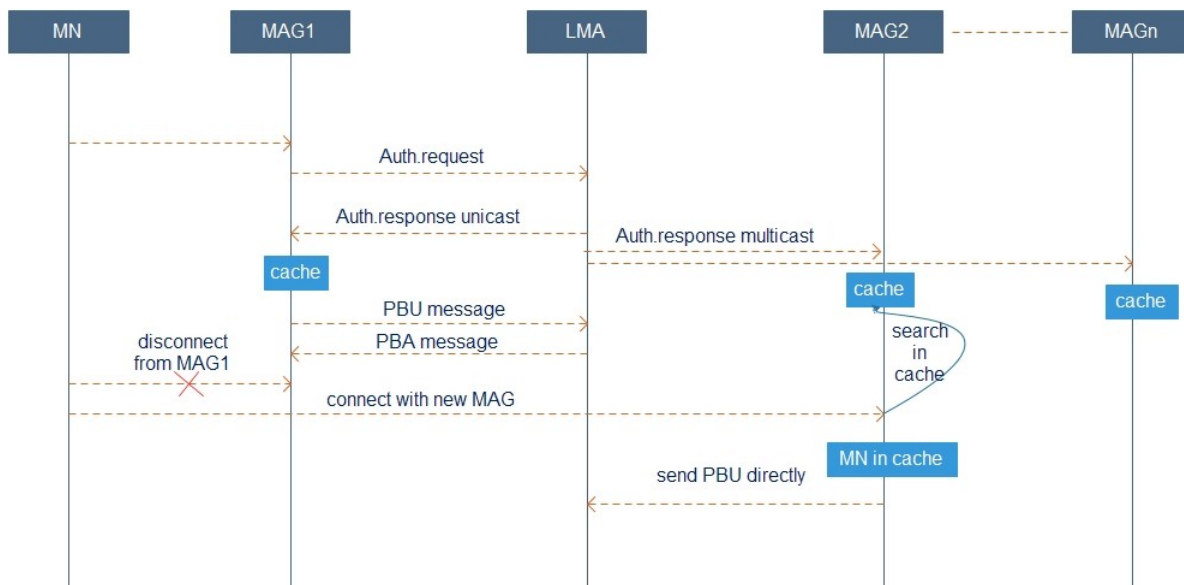 MN
MAG1
LMA
MAG2
MAGn
Auth.request
Auth.response unicast
Auth.response multicast
cache
cache
cache
PBU message
PBA message
disconnect
from MAG1
search
in
cache
connect with new MAG
MN in cache
send PBU directly